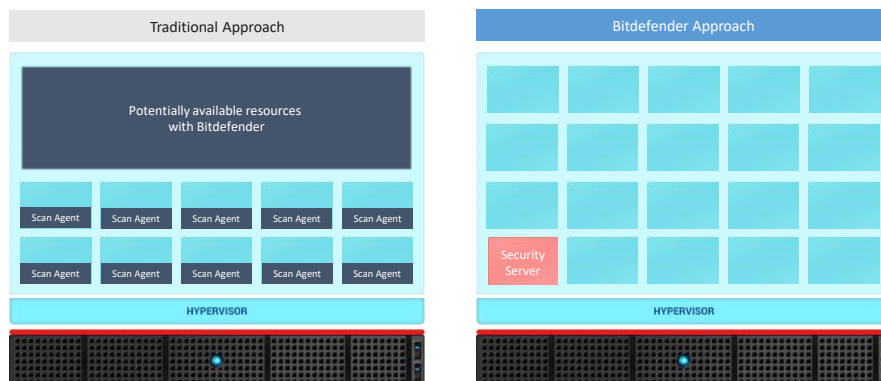 Traditional Approach
Potentially available resources
with Bitdefender
Scan Agent
Scan Agent
Scan Agent
Scan Agent
Scan Agent
Scan Agent
Scan Agent
Scan Agent
Scan Agent
Scan Agent
HYPERVISOR
Bitdefender Approach
Security
Server
HYPERVISOR